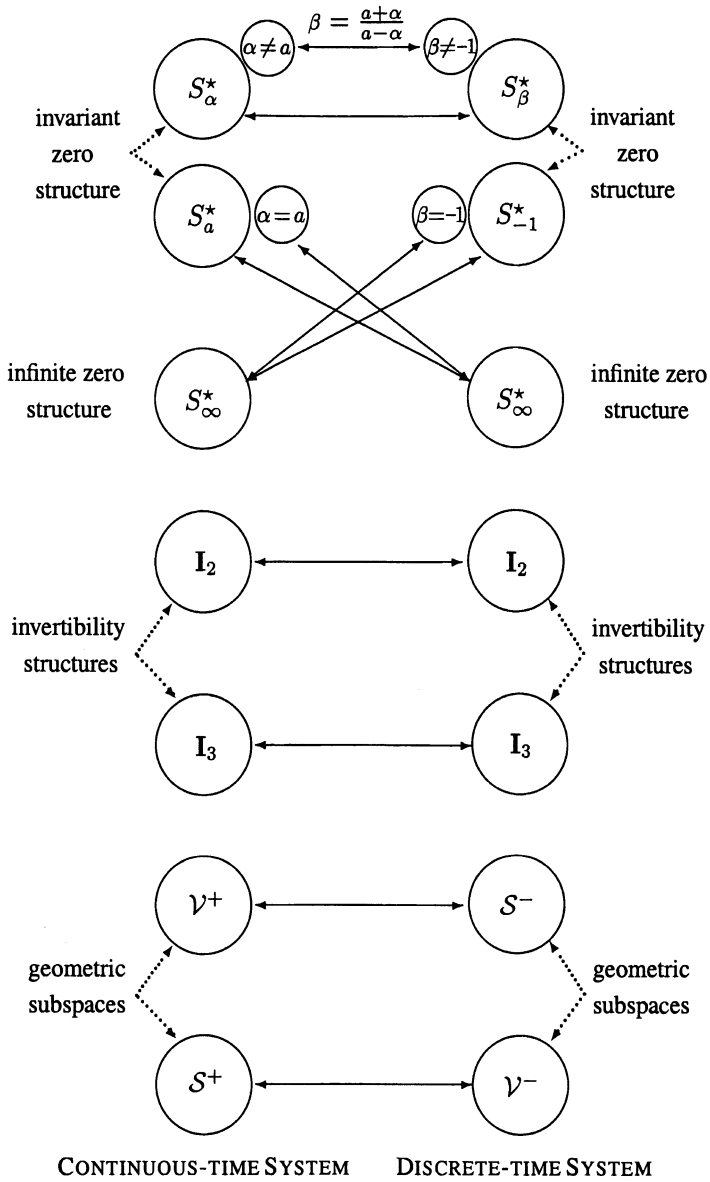 β = a+α / a−α
α≠a β≠−1
S⋆α S⋆β
invariant zero structure
invariant zero structure
S⋆a α=a β=−1 S⋆−1
infinite zero structure
S⋆∞ S⋆∞
infinite zero structure
I2 I2
invertibility structures
invertibility structures
I3 I3
𝒱+ 𝒮−
geometric subspaces
geometric subspaces
𝒮+ 𝒱−
CONTINUOUS-TIME SYSTEM DISCRETE-TIME SYSTEM